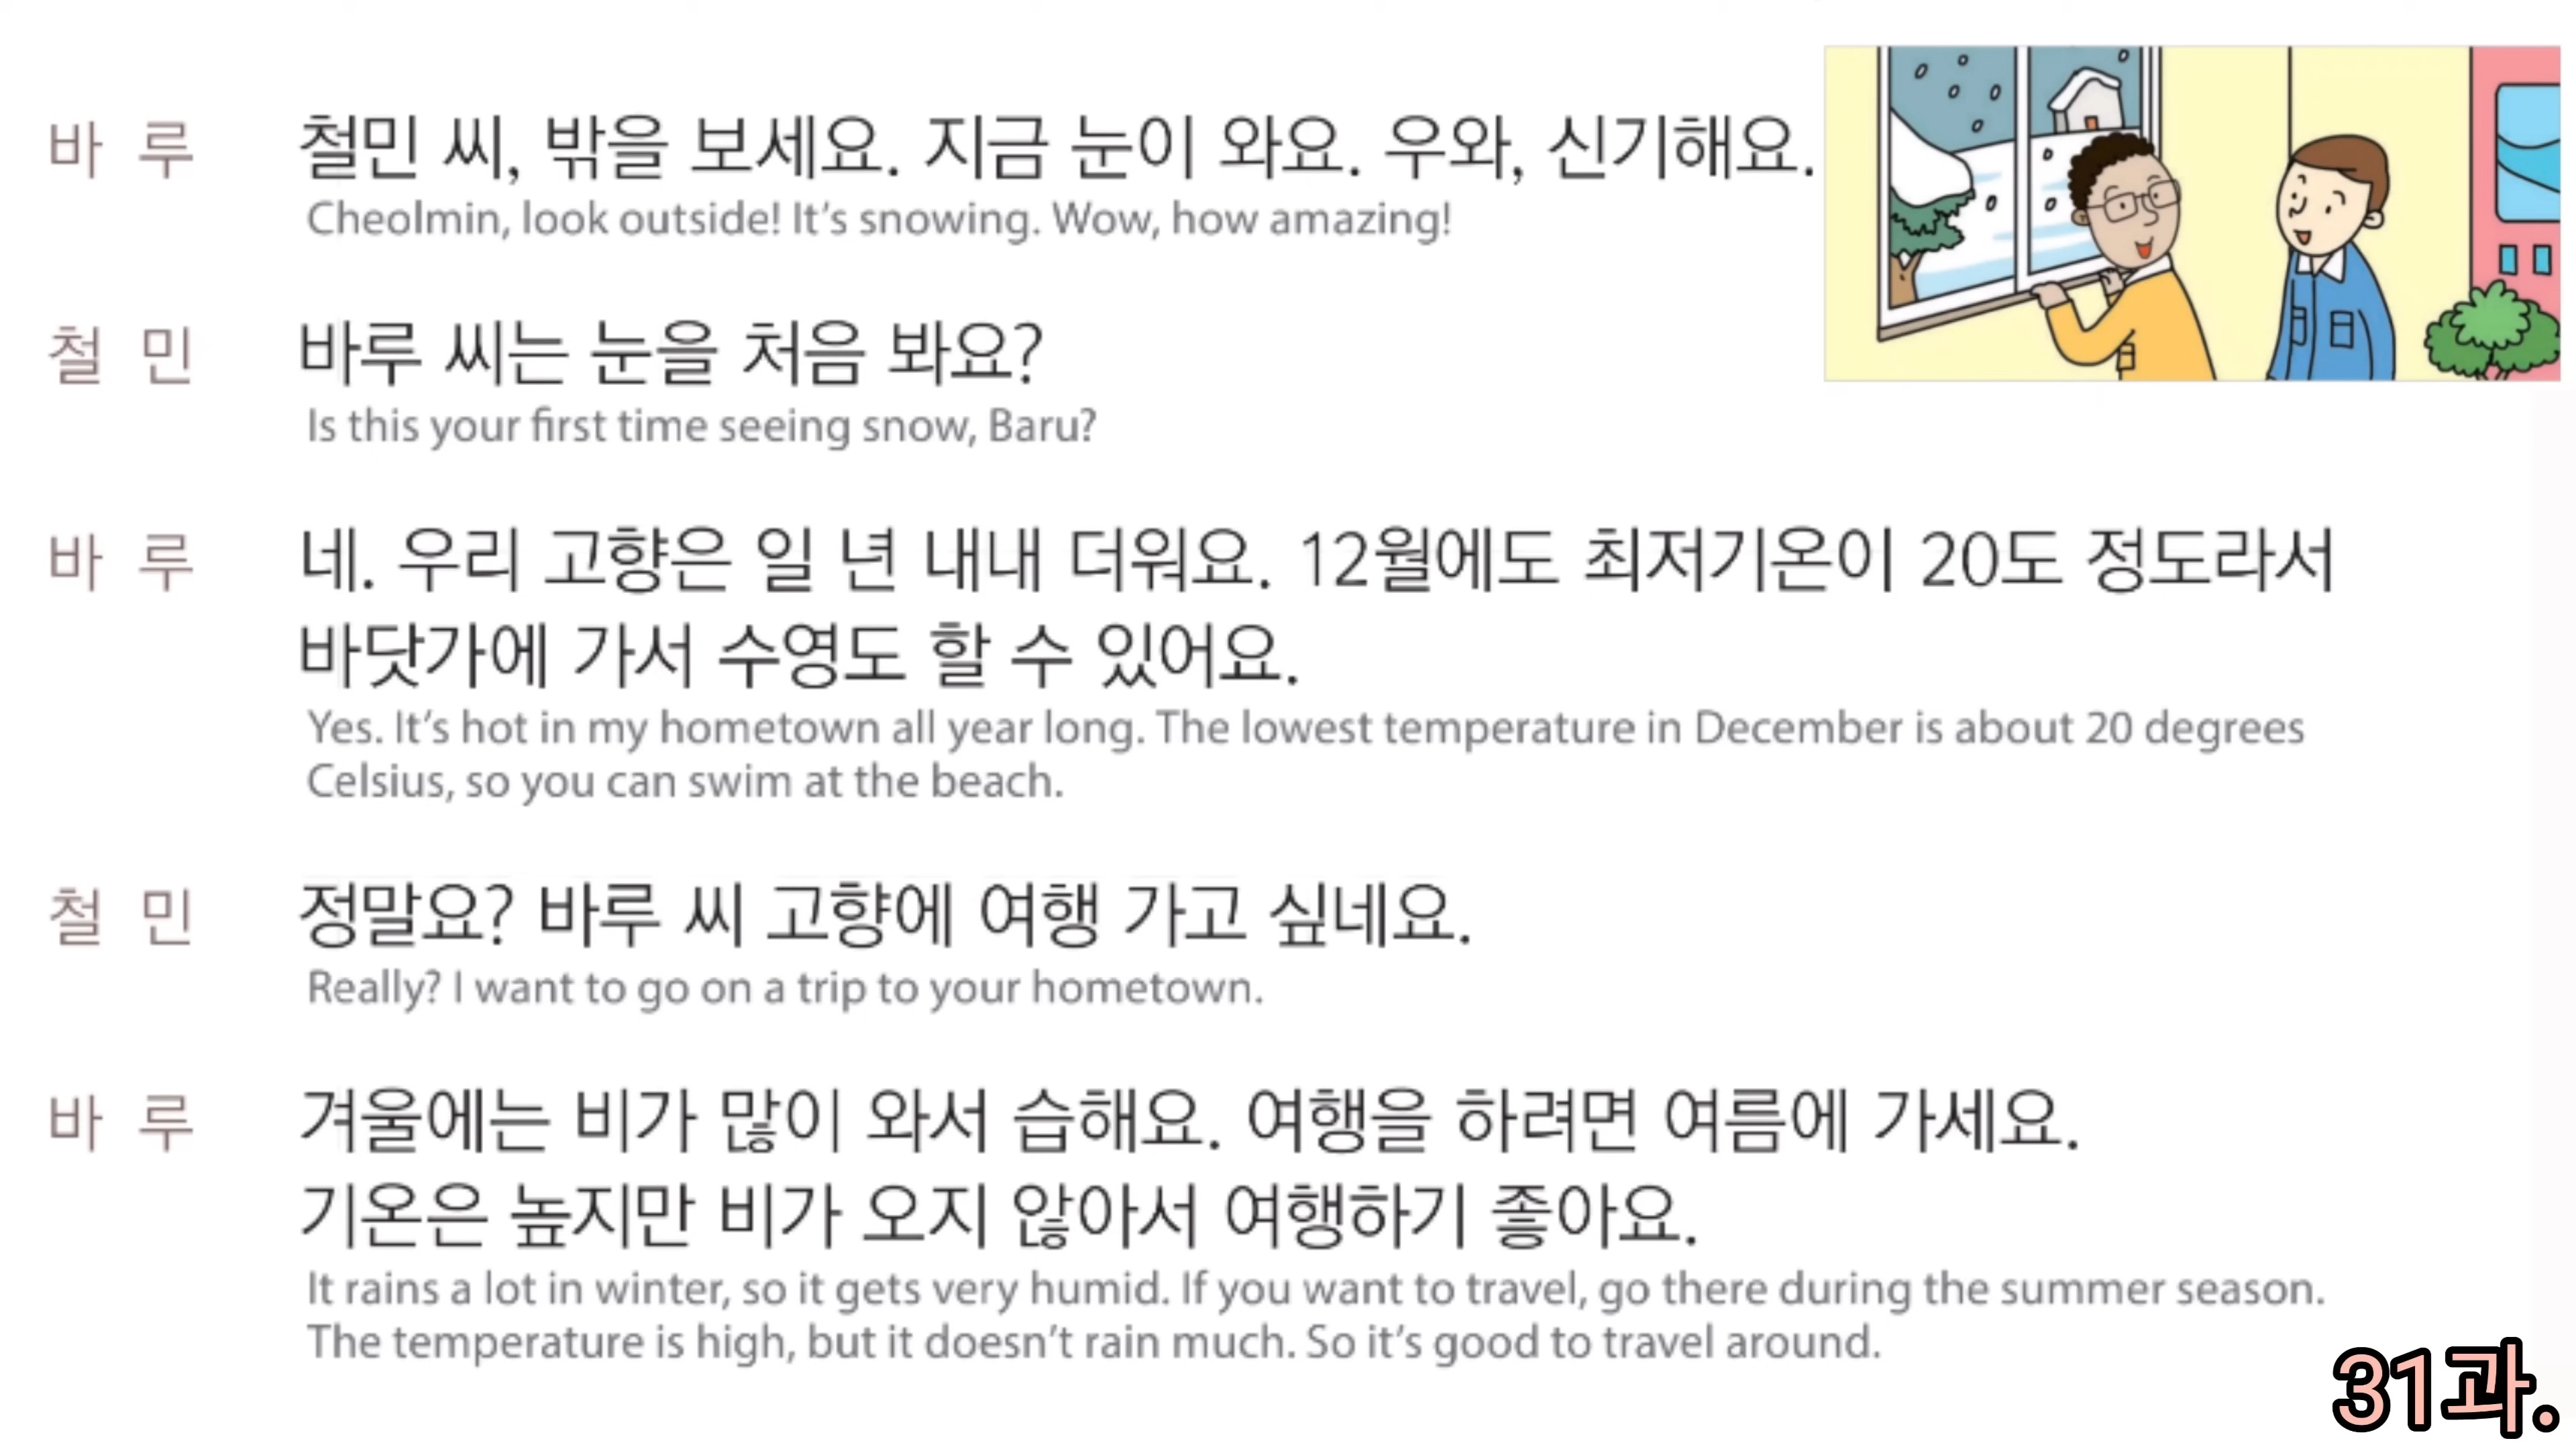 바 루 철민 씨, 밖을 보세요. 지금 눈이 와요. 우와, 신기해요.
Cheolmin, look outside! It's snowing. Wow, how amazing!
철 민 바루 씨는 눈을 처음 봐요?
Is this your first time seeing snow, Baru?
바 루 네. 우리 고향은 일 년 내내 더워요. 12월에도 최저기온이 20도 정도라서
바닷가에 가서 수영도 할 수 있어요.
Yes. It's hot in my hometown all year long. The lowest temperature in December is about 20 degrees
Celsius, so you can swim at the beach.
철 민 정말요? 바루 씨 고향에 여행 가고 싶네요.
Really? I want to go on a trip to your hometown.
바 루 겨울에는 비가 많이 와서 습해요. 여행을 하려면 여름에 가세요.
기온은 높지만 비가 오지 않아서 여행하기 좋아요.
It rains a lot in winter, so it gets very humid. If you want to travel, go there during the summer season.
The temperature is high, but it doesn't rain much. So it's good to travel around.
31과.